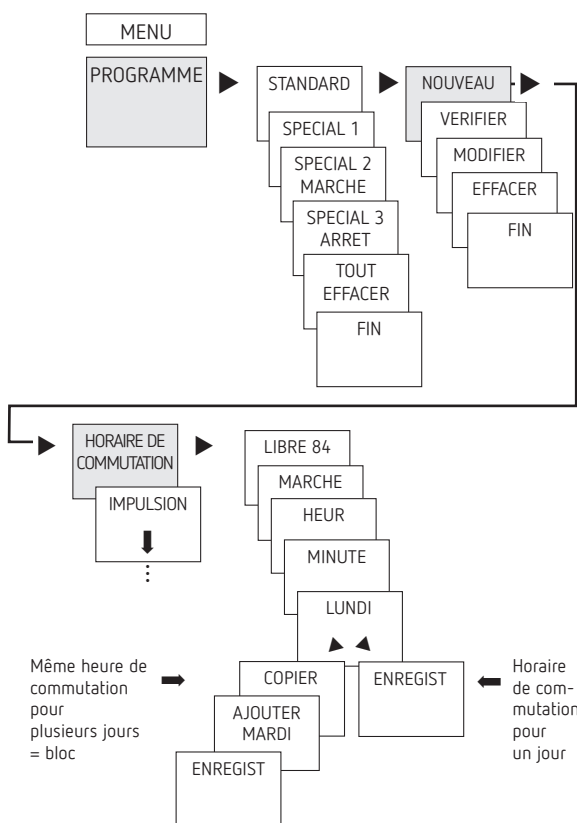 MENU
PROGRAMME
STANDARD
SPECIAL 1
SPECIAL 2
MARCHE
SPECIAL 3
ARRET
TOUT
EFFACER
FIN
NOUVEAU
VERIFIER
MODIFIER
EFFACER
FIN
HORAIRE DE
COMMUTATION
IMPULSION
LIBRE 84
MARCHE
HEUR
MINUTE
LUNDI
Même heure de
commutation
pour
plusieurs jours
= bloc
COPIER
AJOUTER
MARDI
ENREGIST
ENREGIST
Horaire
de com-
mutation
pour
un jour